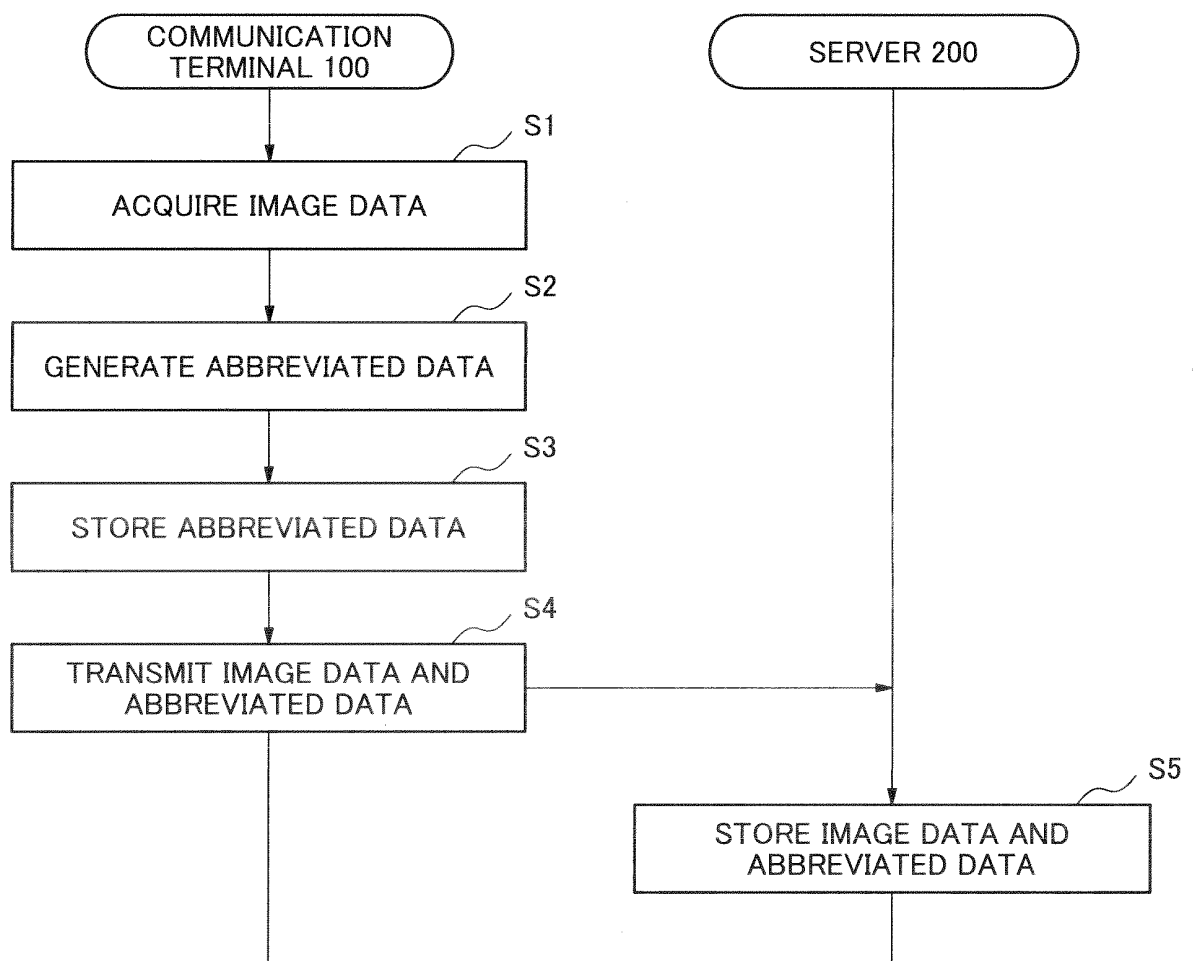 COMMUNICATION
TERMINAL 100
SERVER 200
S1
ACQUIRE IMAGE DATA
S2
GENERATE ABBREVIATED DATA
S3
STORE ABBREVIATED DATA
S4
TRANSMIT IMAGE DATA AND
ABBREVIATED DATA
S5
STORE IMAGE DATA AND
ABBREVIATED DATA